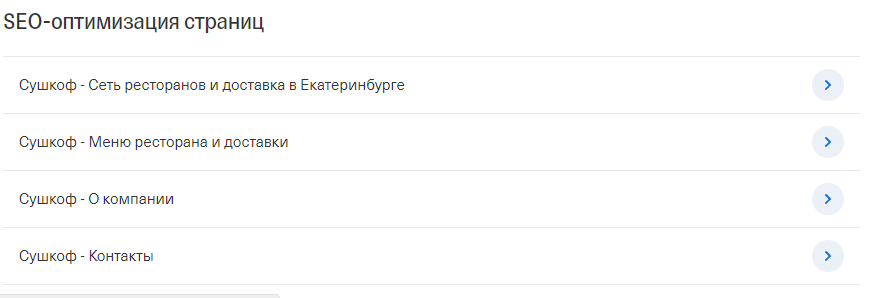 SEO-оптимизация страниц
Сушкоф - Сеть ресторанов и доставка в Екатеринбурге
Сушкоф - Меню ресторана и доставки
Сушкоф - О компании
Сушкоф - Контакты